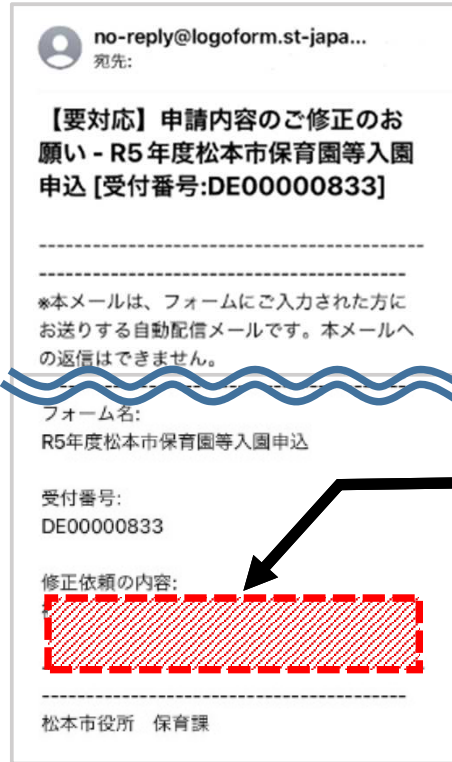 no-reply@logoform.st-japa...
宛先:
【要対応】申請内容のご修正のお
願い - R5年度松本市保育園等入園
申込 [受付番号:DE00000833]
------------------------------------------
----------------------------------------
※本メールは、フォームにご入力された方に
お送りする自動配信メールです。本メールへ
の返信はできません。
フォーム名:
R5年度松本市保育園等入園申込
受付番号:
DE00000833
修正依頼の内容:
----------------------------------------
松本市役所 保育課